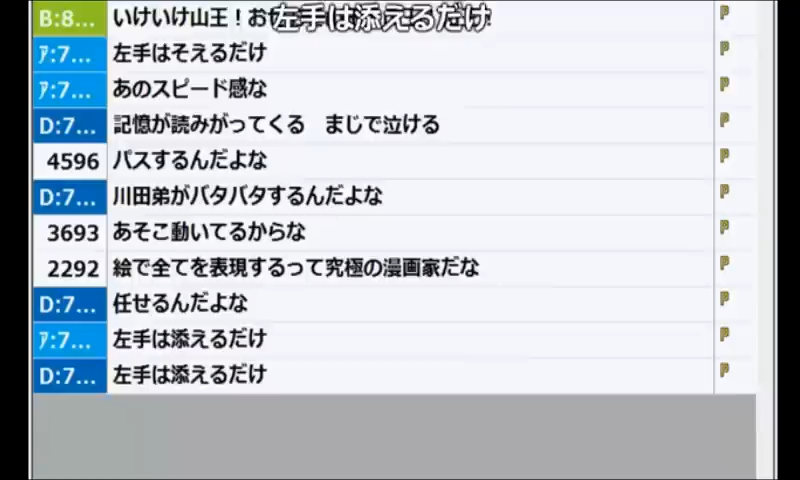 B:8... いけいけ山王!お
左手は添えるだけ
ｱ:7... 左手はそえるだけ P
ｱ:7... あのスピード感な P
D:7... 記憶が読みがってくる　まじで泣ける P
4596 パスするんだよな P
D:7... 川田弟がバタバタするんだよな P
3693 あそこ動いてるからな P
2292 絵で全てを表現するって究極の漫画家だな P
D:7... 任せるんだよな P
ｱ:7... 左手は添えるだけ P
D:7... 左手は添えるだけ P